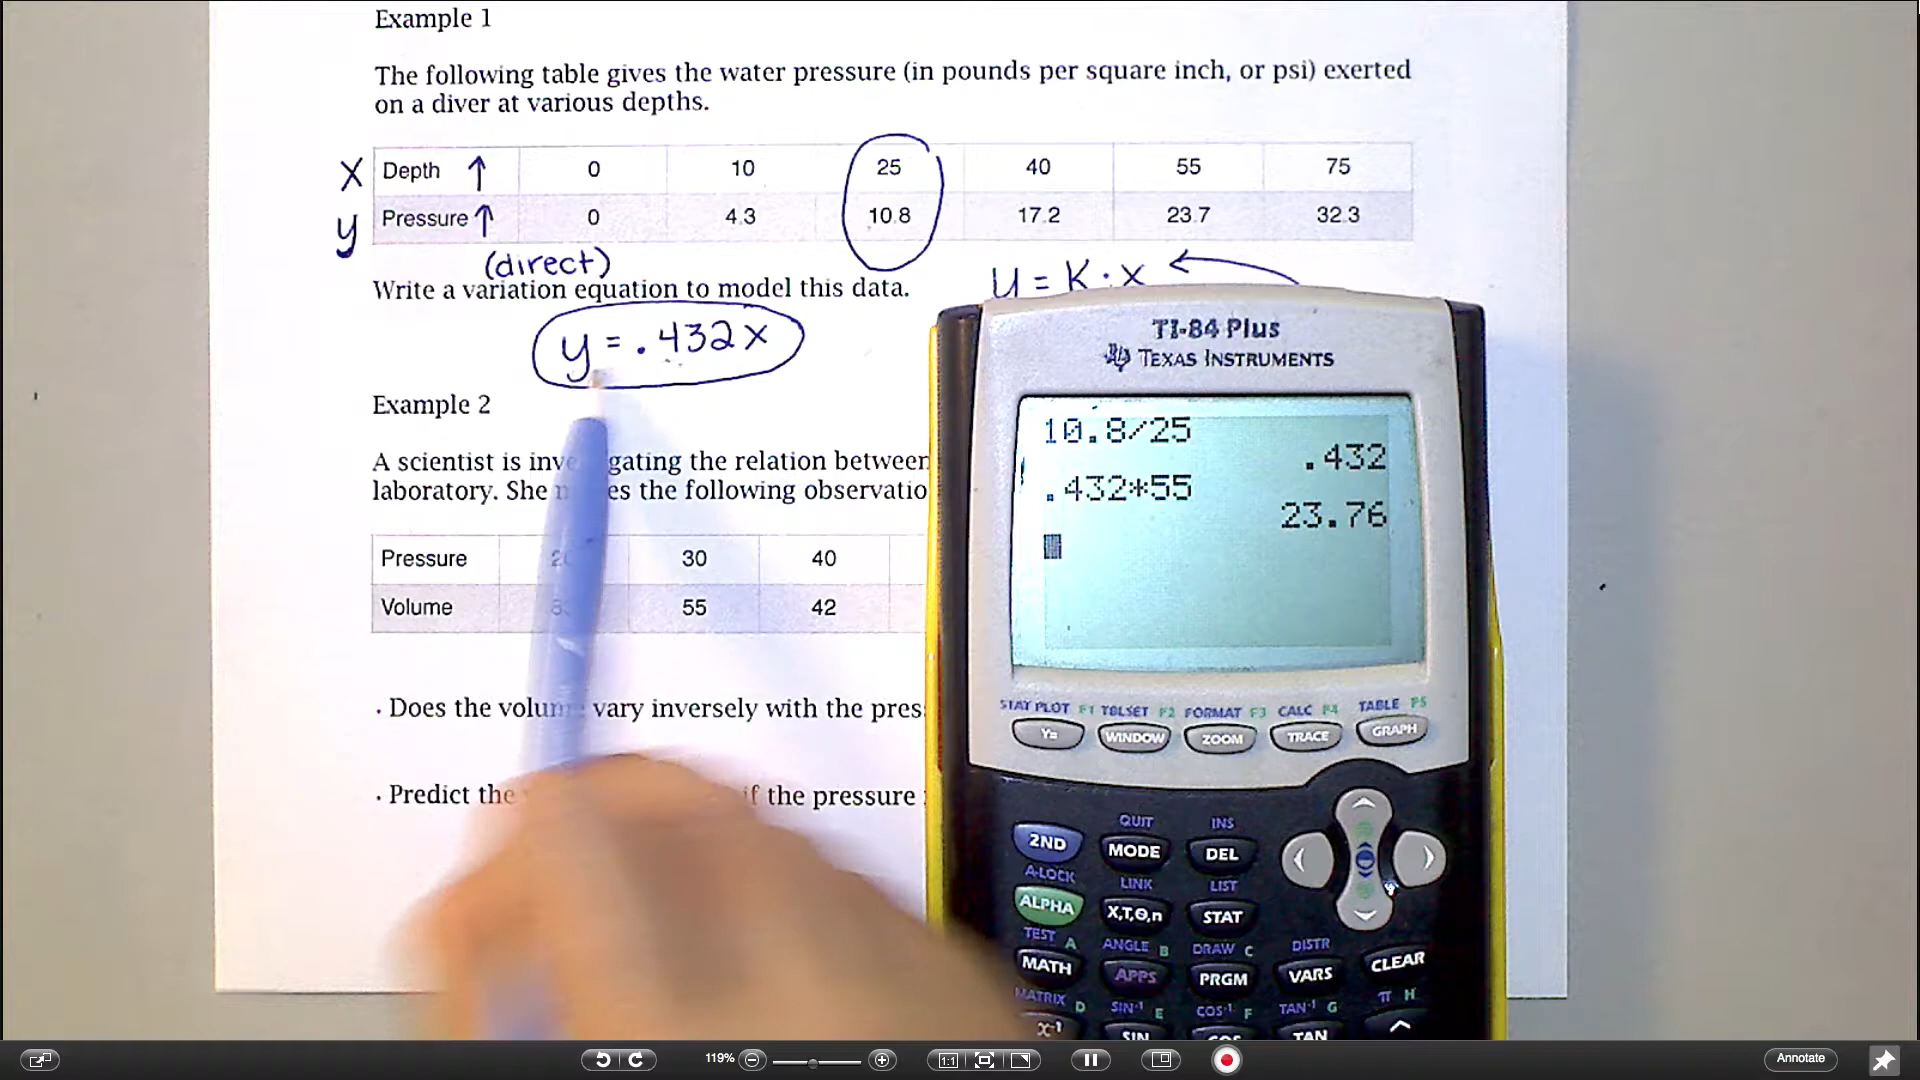 Example 1
The following table gives the water pressure (in pounds per square inch, or psi) exerted
on a diver at various depths.
X Depth ↑ 0 10 25 40 55 75
y Pressure ↑ 0 4.3 10.8 17.2 23.7 32.3
(direct)
y = K · x
Write a variation equation to model this data.
y = .432x
Example 2
A scientist is gating the relation between
laboratory. She es the following observatio
Pressure 30 40
Volume 55 42
· Does the volum vary inversely with the pres
· Predict the if the pressure
TI-84 Plus
TEXAS INSTRUMENTS
10.8/25
.432
.432*55
23.76
STAT PLOT F1 TBLSET F2 FORMAT F3 CALC F4 TABLE F5
Y= WINDOW ZOOM TRACE GRAPH
QUIT INS
2ND MODE DEL
A-LOCK LINK LIST
ALPHA X,T,Θ,n STAT
TEST A ANGLE B DRAW C DISTR
MATH APPS PRGM VARS CLEAR
MATRIX D SIN⁻¹ E COS⁻¹ F TAN⁻¹ G π H
x⁻¹ SIN COS TAN ^
119% 1:1 Annotate